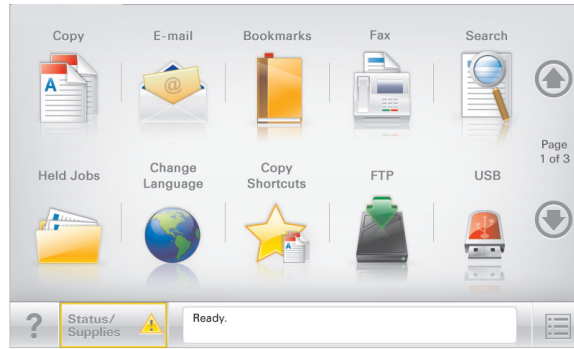 Copy
E-mail
Bookmarks
Fax
Search
A
@
Page
1 of 3
Held Jobs
Change
Language
Copy
Shortcuts
FTP
USB
A
?
Status/
Supplies
!
Ready.